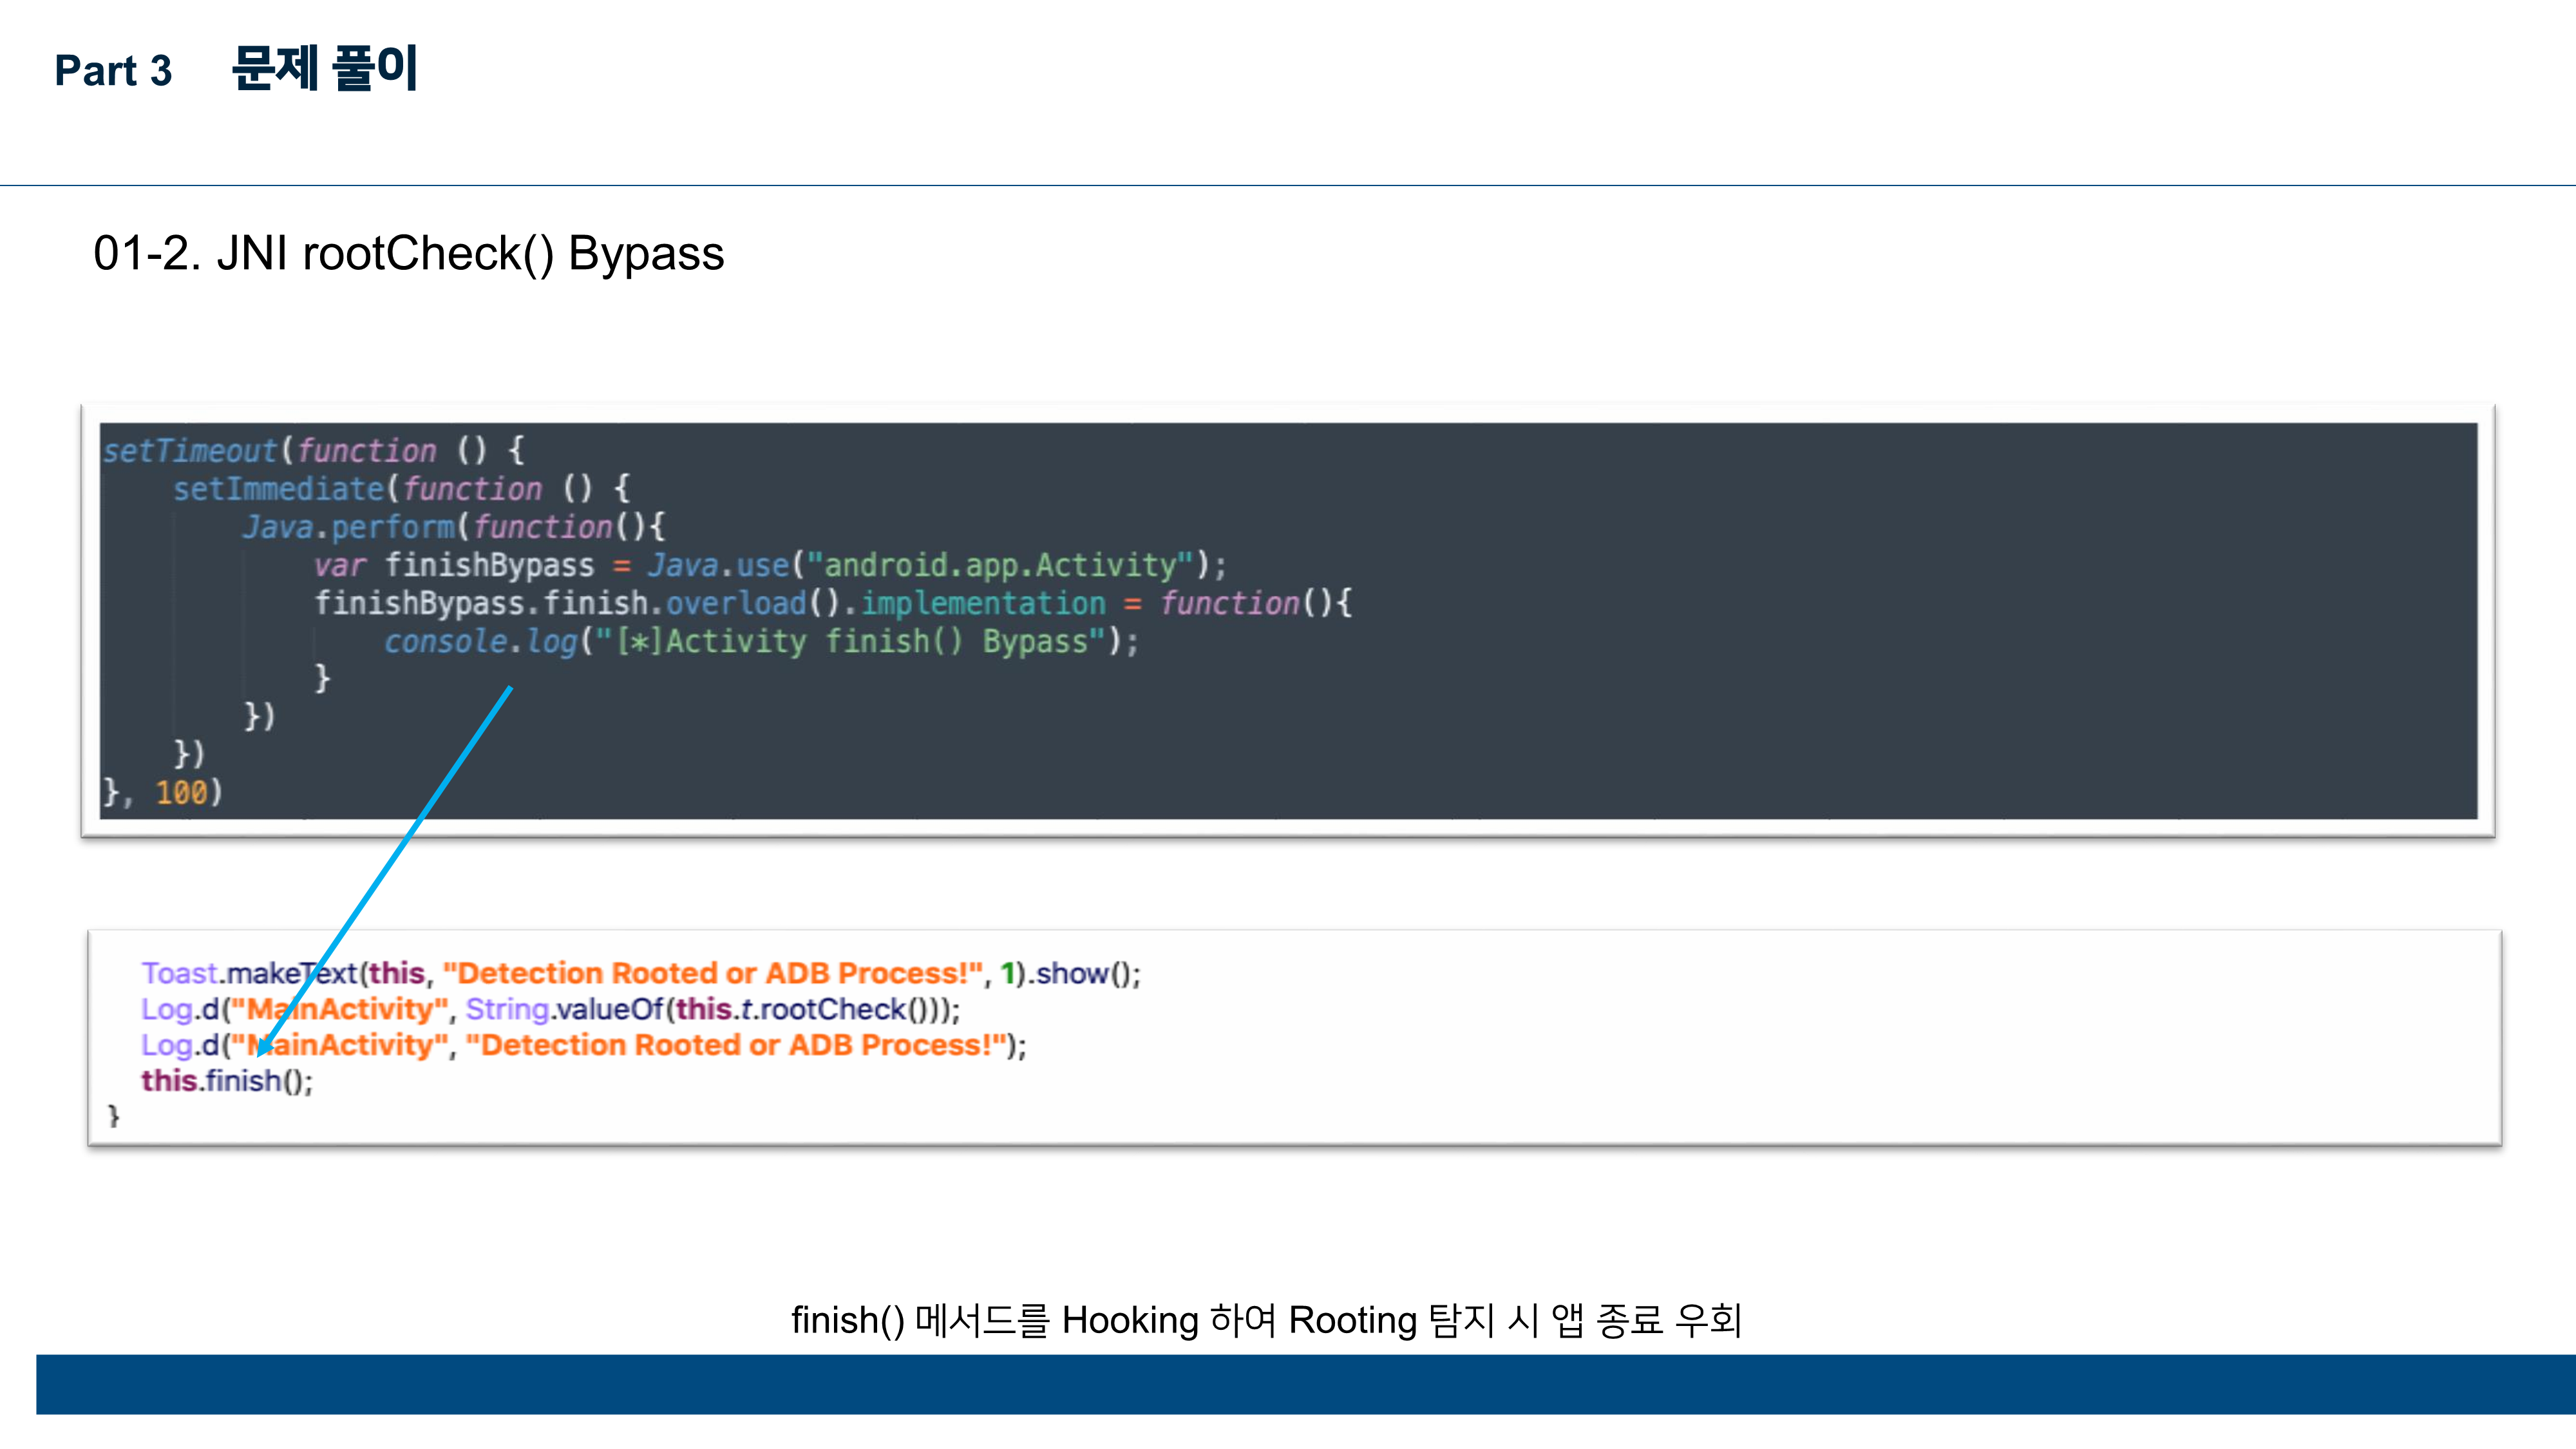 Part 3 문제 풀이
01-2. JNI rootCheck() Bypass
setTimeout(function () {
    setImmediate(function () {
        Java.perform(function(){
            var finishBypass = Java.use("android.app.Activity");
            finishBypass.finish.overload().implementation = function(){
                console.log("[*]Activity finish() Bypass");
            }
        })
    })
}, 100)
Toast.makeText(this, "Detection Rooted or ADB Process!", 1).show();
Log.d("MainActivity", String.valueOf(this.t.rootCheck()));
Log.d("MainActivity", "Detection Rooted or ADB Process!");
this.finish();
}
finish() 메서드를 Hooking 하여 Rooting 탐지 시 앱 종료 우회